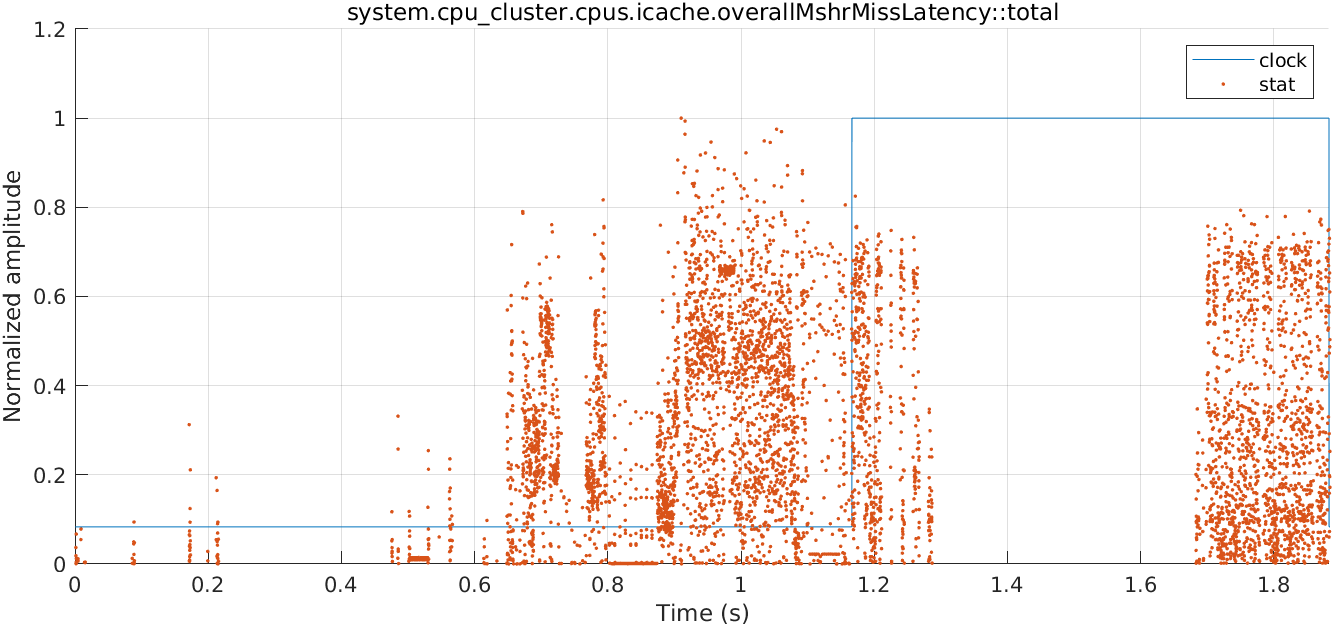 system.cpu_cluster.cpus.icache.overallMshrMissLatency::total
1.2
1
0.8
0.6
0.4
0.2
0
Normalized amplitude
clock
stat
0 0.2 0.4 0.6 0.8 1 1.2 1.4 1.6 1.8
Time (s)